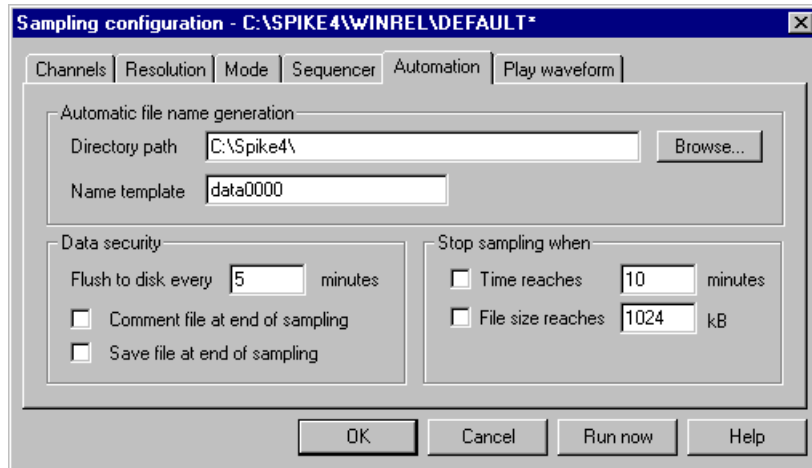 Sampling configuration - C:\SPIKE4\WINREL\DEFAULT*
Channels Resolution Mode Sequencer Automation Play waveform
Automatic file name generation
Directory path C:\Spike4\ Browse...
Name template data0000
Data security
Flush to disk every 5 minutes
Comment file at end of sampling
Save file at end of sampling
Stop sampling when
Time reaches 10 minutes
File size reaches 1024 kB
OK Cancel Run now Help